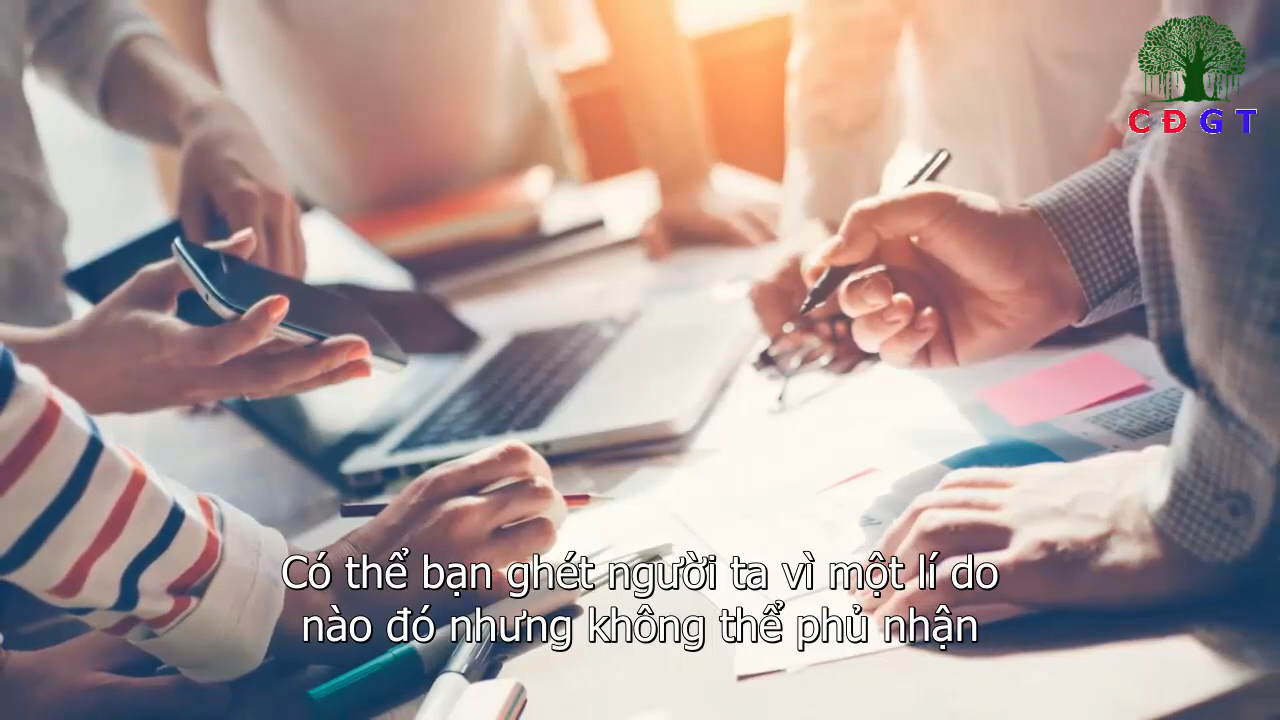 CĐGT
Có thể bạn ghét người ta vì một lí do
nào đó nhưng không thể phủ nhận